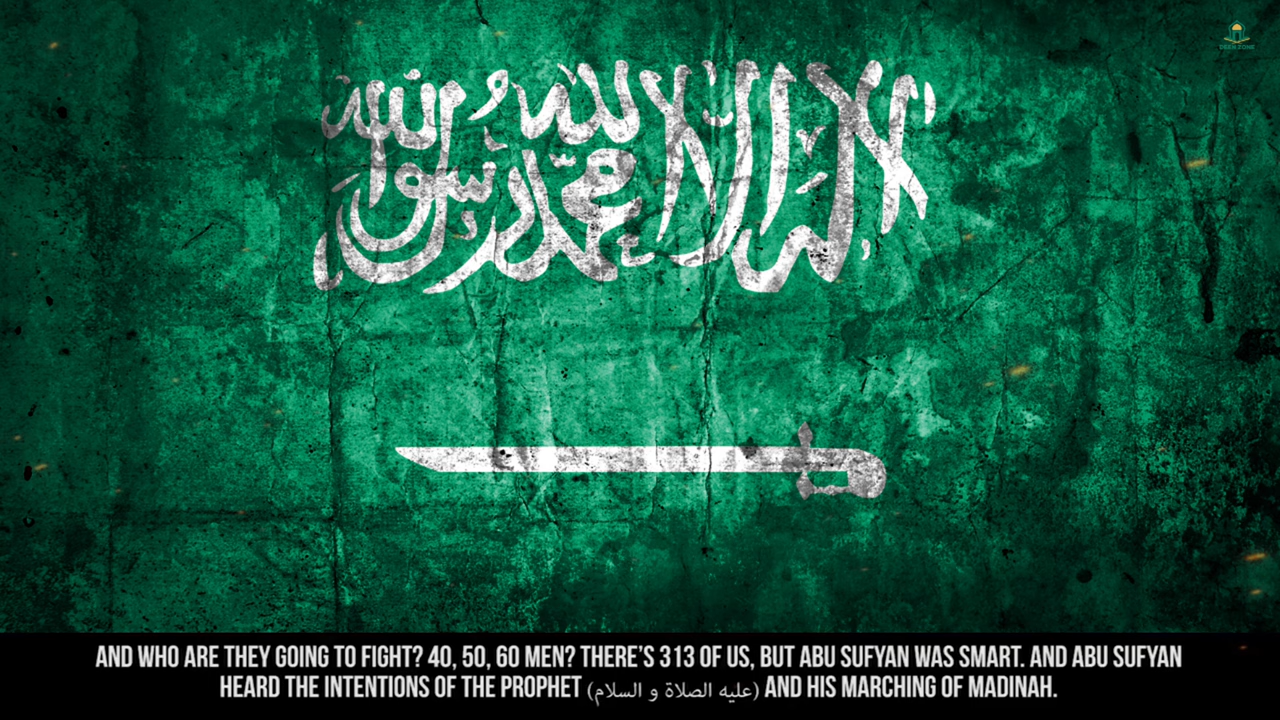 DEEN ZONE
لا إله إلا الله محمد رسول الله
AND WHO ARE THEY GOING TO FIGHT? 40, 50, 60 MEN? THERE'S 313 OF US, BUT ABU SUFYAN WAS SMART. AND ABU SUFYAN
HEARD THE INTENTIONS OF THE PROPHET (عليه الصلاة و السلام) AND HIS MARCHING OF MADINAH.